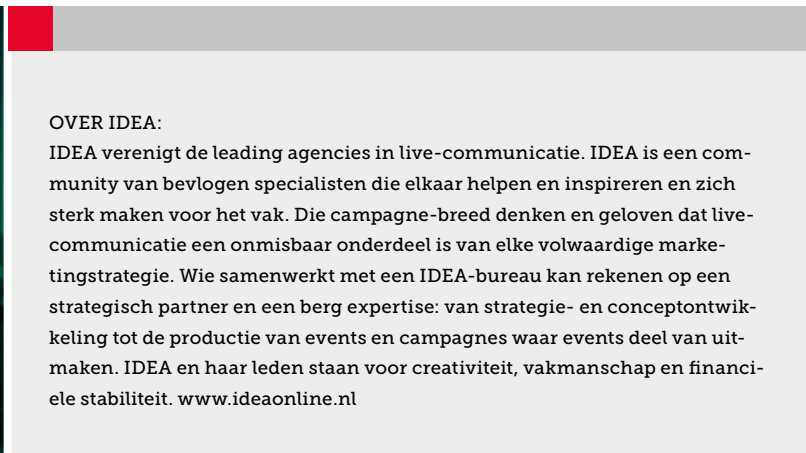 OVER IDEA:
IDEA verenigt de leading agencies in live-communicatie. IDEA is een com-
munity van bevlogen specialisten die elkaar helpen en inspireren en zich
sterk maken voor het vak. Die campagne-breed denken en geloven dat live-
communicatie een onmisbaar onderdeel is van elke volwaardige marke-
tingstrategie. Wie samenwerkt met een IDEA-bureau kan rekenen op een
strategisch partner en een berg expertise: van strategie- en conceptontwik-
keling tot de productie van events en campagnes waar events deel van uit-
maken. IDEA en haar leden staan voor creativiteit, vakmanschap en financi-
ele stabiliteit. www.ideaonline.nl